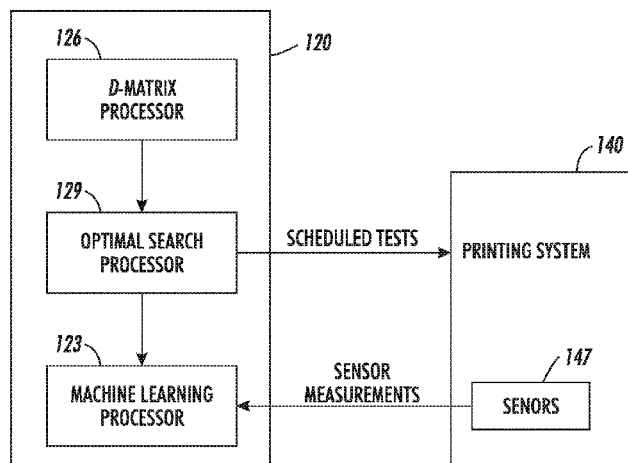 126
120
D-MATRIX
PROCESSOR
140
129
OPTIMAL SEARCH
PROCESSOR
SCHEDULED TESTS
PRINTING SYSTEM
123
MACHINE LEARNING
PROCESSOR
SENSOR
MEASUREMENTS
147
SENORS